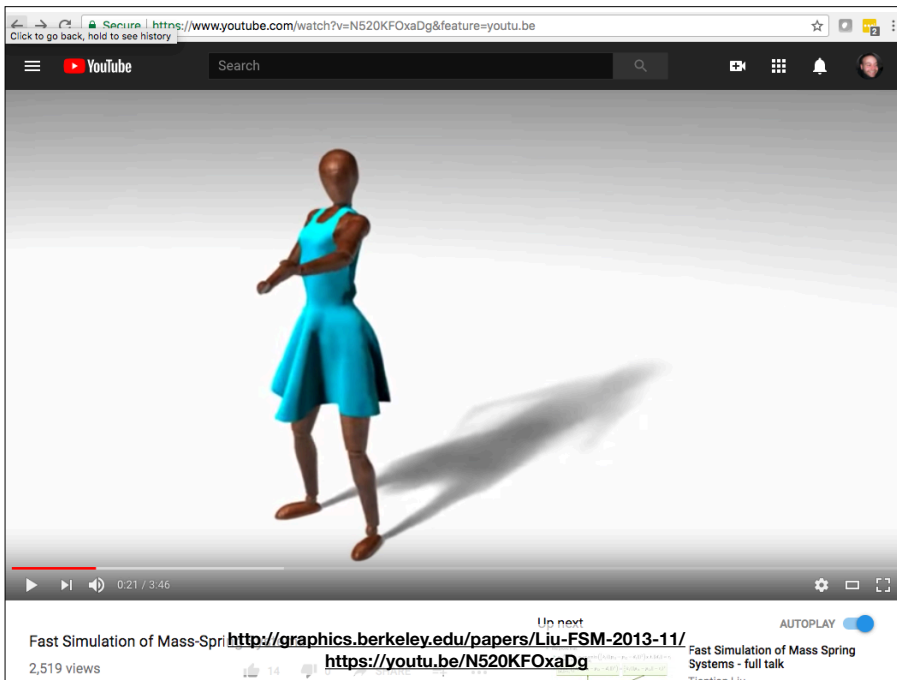 Secure https://www.youtube.com/watch?v=N520KFOxaDg&feature=youtu.be
Click to go back, hold to see history
2
YouTube
Search
0:21 / 3:46
Up next
AUTOPLAY
Fast Simulation of Mass-Spri
http://graphics.berkeley.edu/papers/Liu-FSM-2013-11/
https://youtu.be/N520KFOxaDg
Fast Simulation of Mass Spring
Systems - full talk
2,519 views
14
SHARE